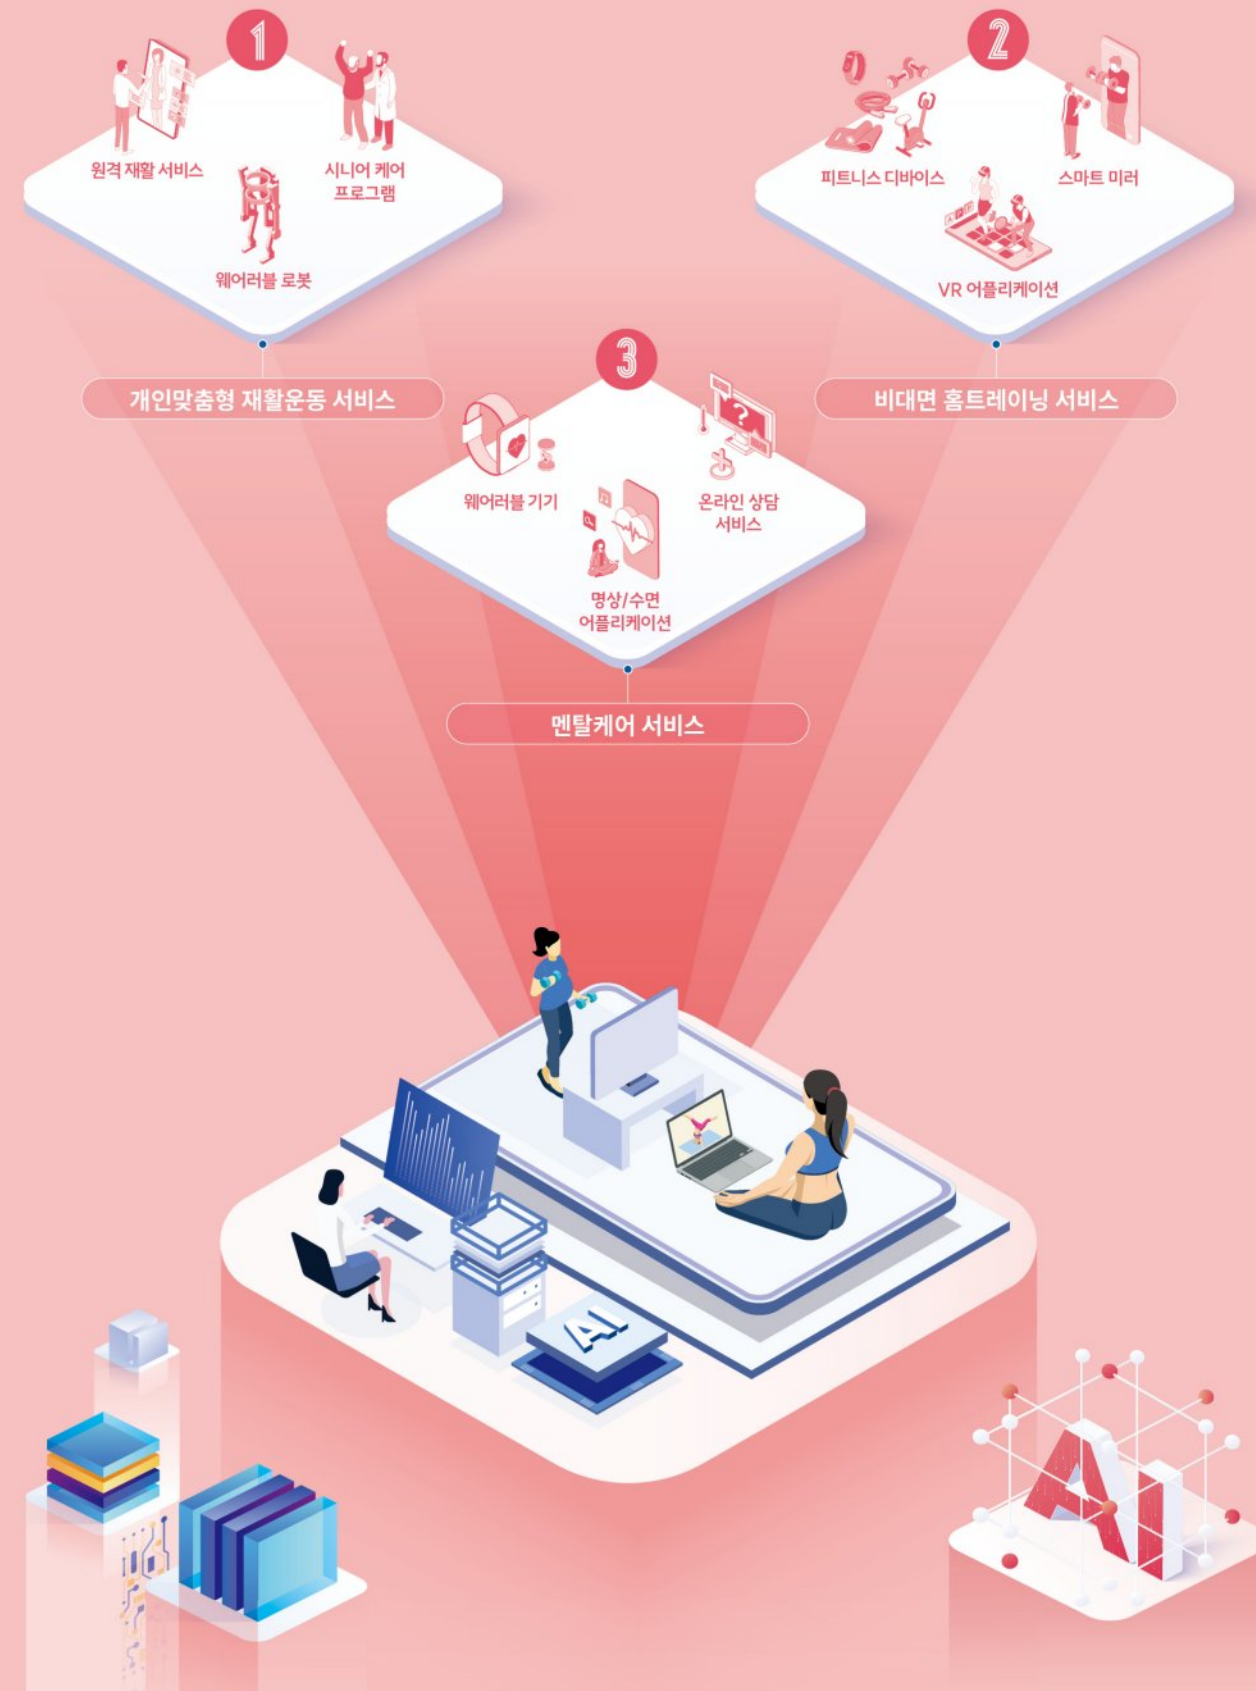 1
원격 재활 서비스
시니어 케어
프로그램
웨어러블 로봇
개인맞춤형 재활운동 서비스
2
피트니스 디바이스
스마트 미러
APP
VR 어플리케이션
비대면 홈트레이닝 서비스
3
?
웨어러블 기기
온라인 상담
서비스
명상/수면
어플리케이션
멘탈케어 서비스
AI
AI